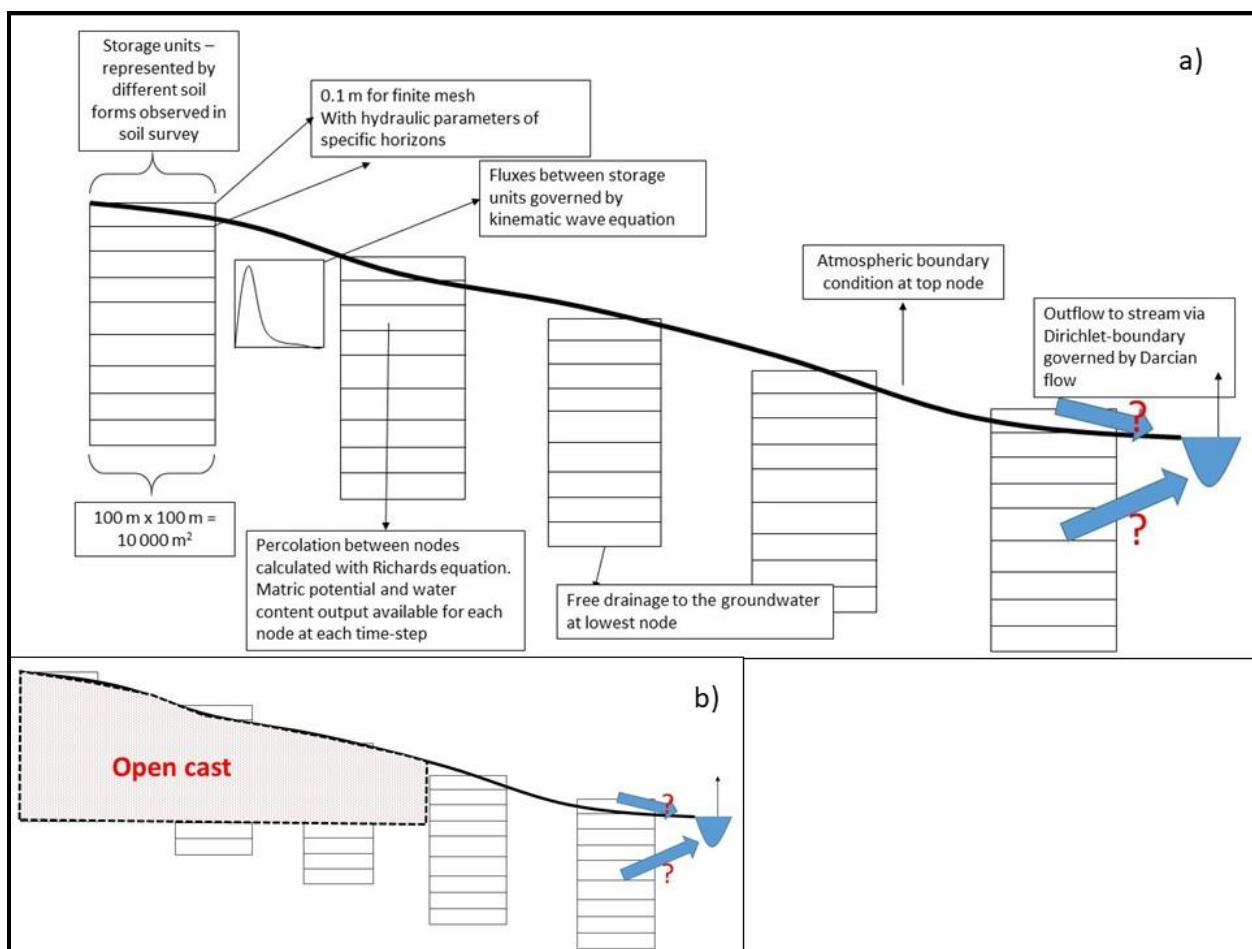 a)
Storage units –
represented by
different soil
forms observed in
soil survey
0.1 m for finite mesh
With hydraulic parameters of
specific horizons
Fluxes between storage
units governed by
kinematic wave equation
Atmospheric boundary
condition at top node
Outflow to stream via
Dirichlet-boundary
governed by Darcian
flow
?
?
100 m x 100 m =
10 000 m²
Percolation between nodes
calculated with Richards equation.
Matric potential and water
content output available for each
node at each time-step
Free drainage to the groundwater
at lowest node
b)
Open cast
?
?